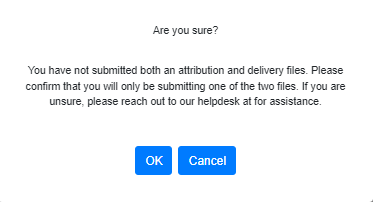 Are you sure?
You have not submitted both an attribution and delivery files. Please
confirm that you will only be submitting one of the two files. If you are
unsure, please reach out to our helpdesk at for assistance.
OK Cancel